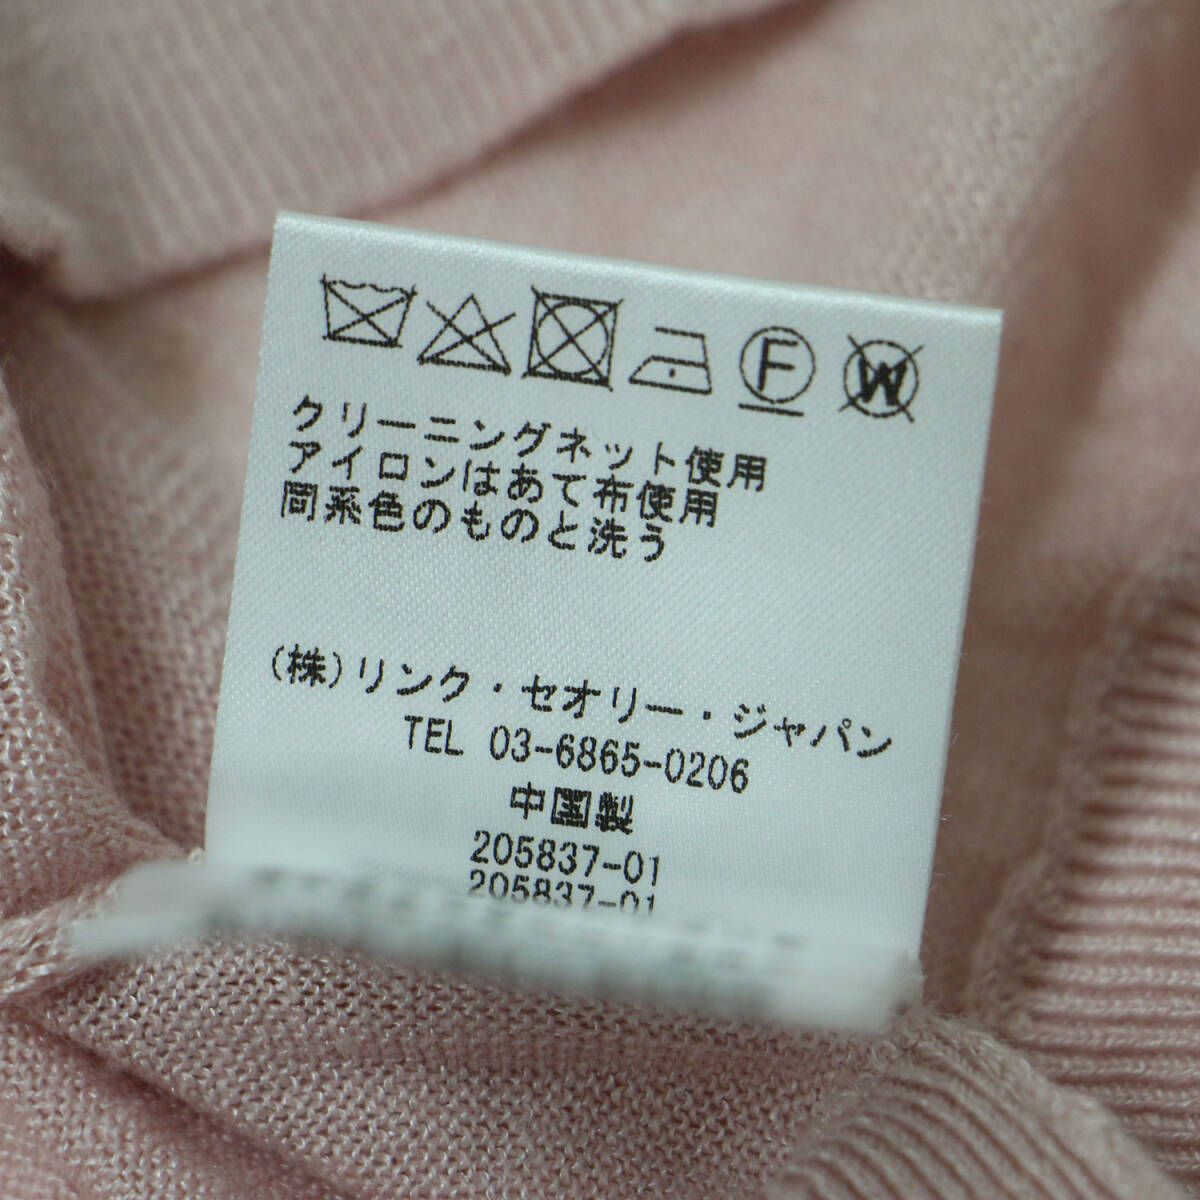 F W
クリーニングネット使用
アイロンはあて布使用
同系色のものと洗う
(株)リンク・セオリー・ジャパン
TEL 03-6865-0206
中国製
205837-01
205837-01